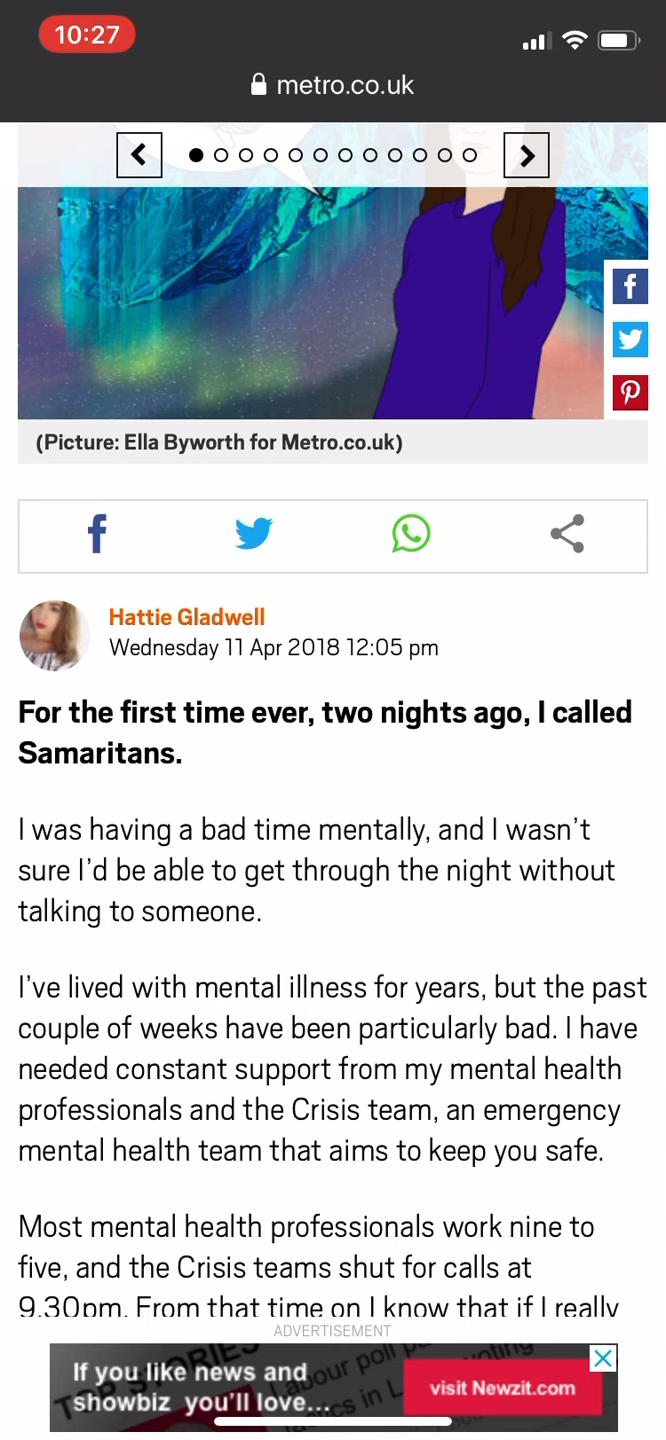 10:27
metro.co.uk
(Picture: Ella Byworth for Metro.co.uk)
Hattie Gladwell
Wednesday 11 Apr 2018 12:05 pm
For the first time ever, two nights ago, I called
Samaritans.
I was having a bad time mentally, and I wasn't
sure I'd be able to get through the night without
talking to someone.
I've lived with mental illness for years, but the past
couple of weeks have been particularly bad. I have
needed constant support from my mental health
professionals and the Crisis team, an emergency
mental health team that aims to keep you safe.
Most mental health professionals work nine to
five, and the Crisis teams shut for calls at
9.30pm. From that time on I know that if I really
ADVERTISEMENT
TOP STORIES
Labour poll
voting
If you like news and
showbiz you'll love...
visit Newzit.com